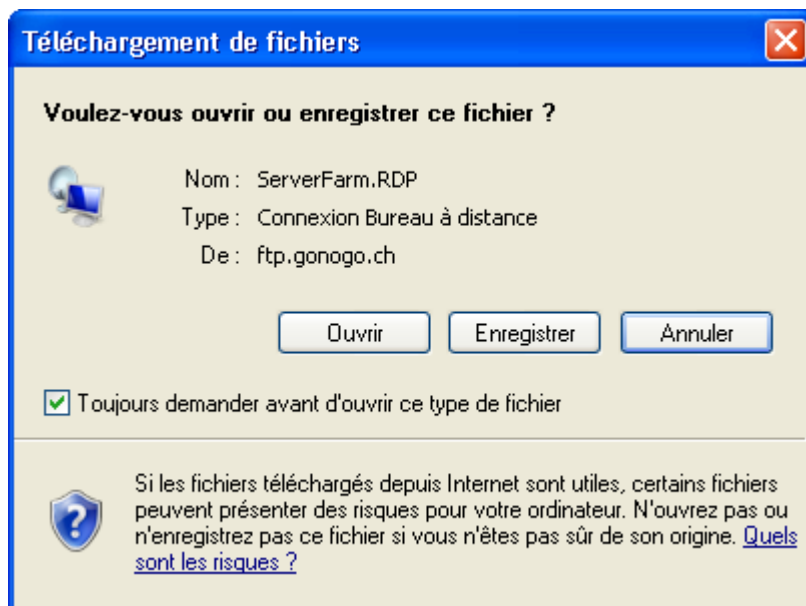 Téléchargement de fichiers
Voulez-vous ouvrir ou enregistrer ce fichier ?
Nom : ServerFarm.RDP
Type : Connexion Bureau à distance
De : ftp.gonogo.ch
Ouvrir Enregistrer Annuler
Toujours demander avant d'ouvrir ce type de fichier
Si les fichiers téléchargés depuis Internet sont utiles, certains fichiers
peuvent présenter des risques pour votre ordinateur. N'ouvrez pas ou
n'enregistrez pas ce fichier si vous n'êtes pas sûr de son origine. Quels
sont les risques ?